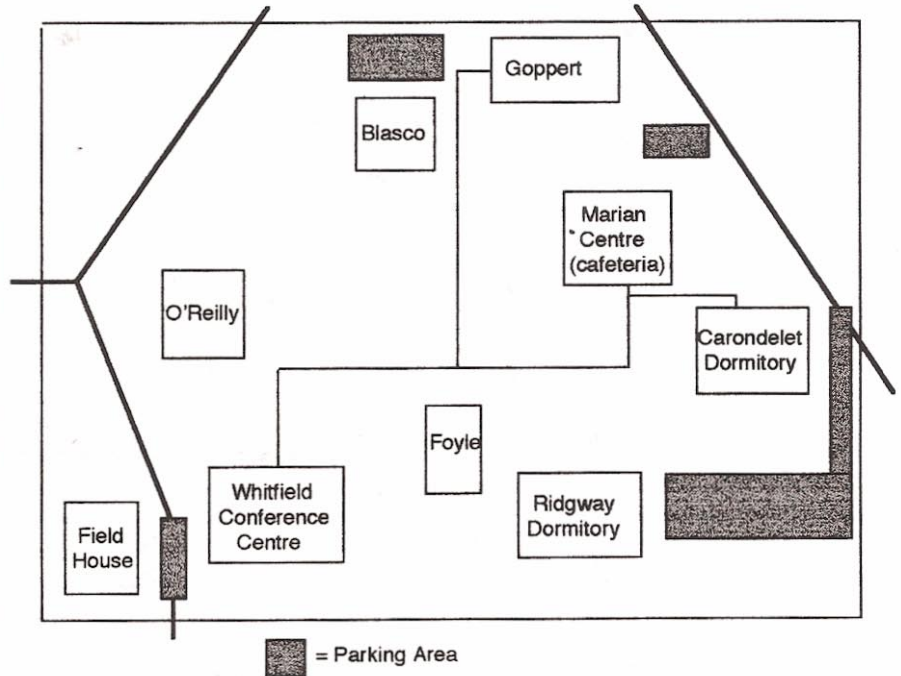 Goppert
Blasco
Marian
Centre
(cafeteria)
O'Reilly
Carondelet
Dormitory
Foyle
Whitfield
Conference
Centre
Ridgway
Dormitory
Field
House
= Parking Area